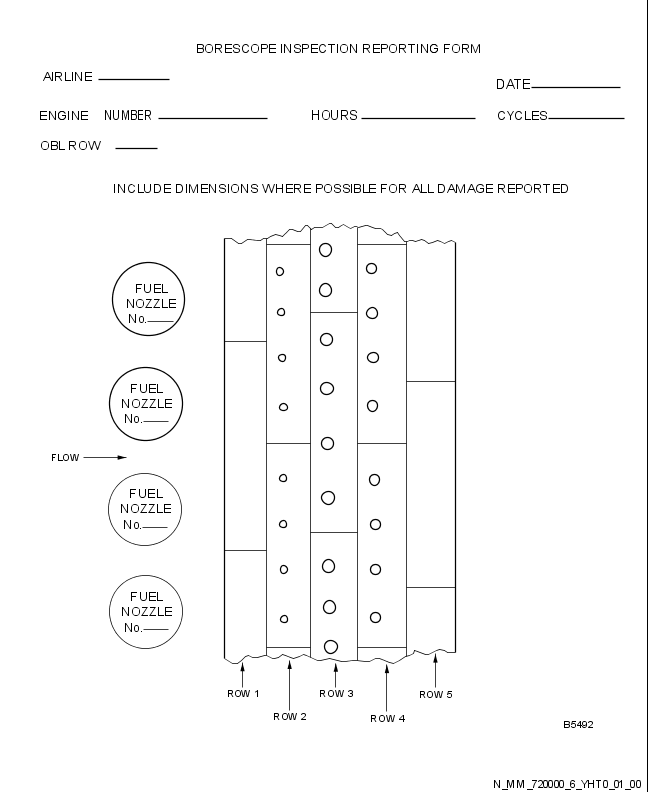 BORESCOPE INSPECTION REPORTING FORM
AIRLINE
DATE
ENGINE NUMBER HOURS CYCLES
OBL ROW
INCLUDE DIMENSIONS WHERE POSSIBLE FOR ALL DAMAGE REPORTED
FUEL
NOZZLE
No.
FUEL
NOZZLE
No.
FLOW
FUEL
NOZZLE
No.
FUEL
NOZZLE
No.
ROW 1
ROW 2
ROW 3
ROW 4
ROW 5
B5492
N_MM_720000_6_YHT0_01_00